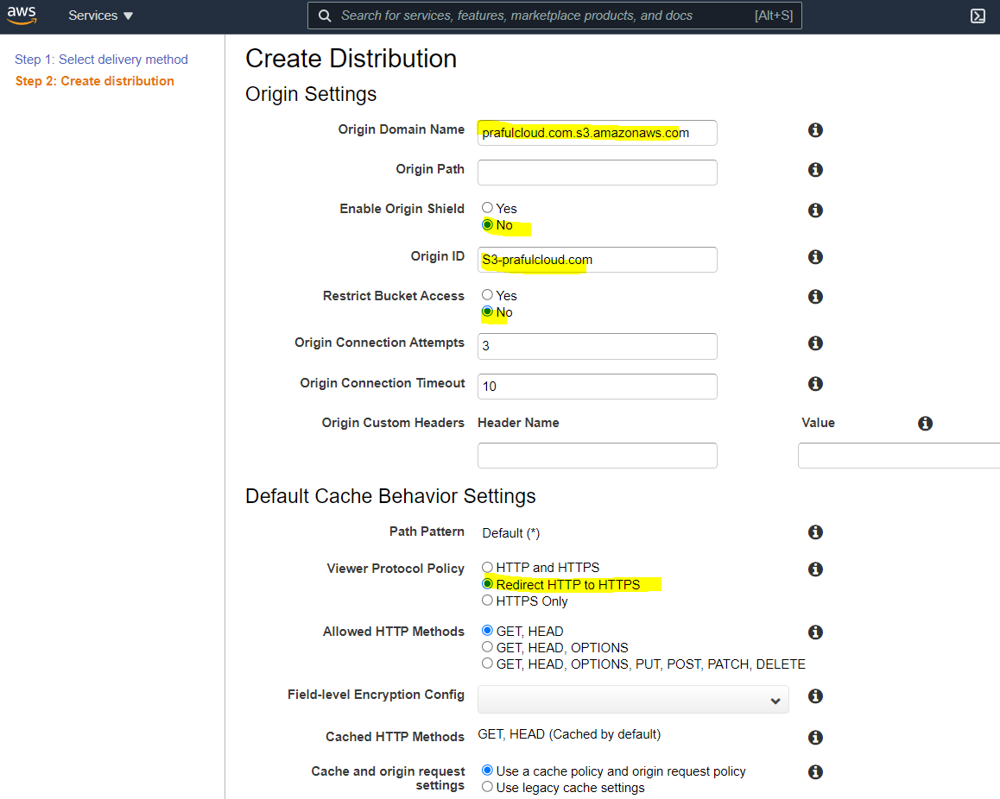 aws
Services
Search for services, features, marketplace products, and docs [Alt+S]
Step 1: Select delivery method
Step 2: Create distribution
Create Distribution
Origin Settings
Origin Domain Name prafulcloud.com.s3.amazonaws.com
Origin Path
Enable Origin Shield Yes
No
Origin ID S3-prafulcloud.com
Restrict Bucket Access Yes
No
Origin Connection Attempts 3
Origin Connection Timeout 10
Origin Custom Headers Header Name Value
Default Cache Behavior Settings
Path Pattern Default (*)
Viewer Protocol Policy HTTP and HTTPS
Redirect HTTP to HTTPS
HTTPS Only
Allowed HTTP Methods GET, HEAD
GET, HEAD, OPTIONS
GET, HEAD, OPTIONS, PUT, POST, PATCH, DELETE
Field-level Encryption Config
Cached HTTP Methods GET, HEAD (Cached by default)
Cache and origin request settings Use a cache policy and origin request policy
Use legacy cache settings